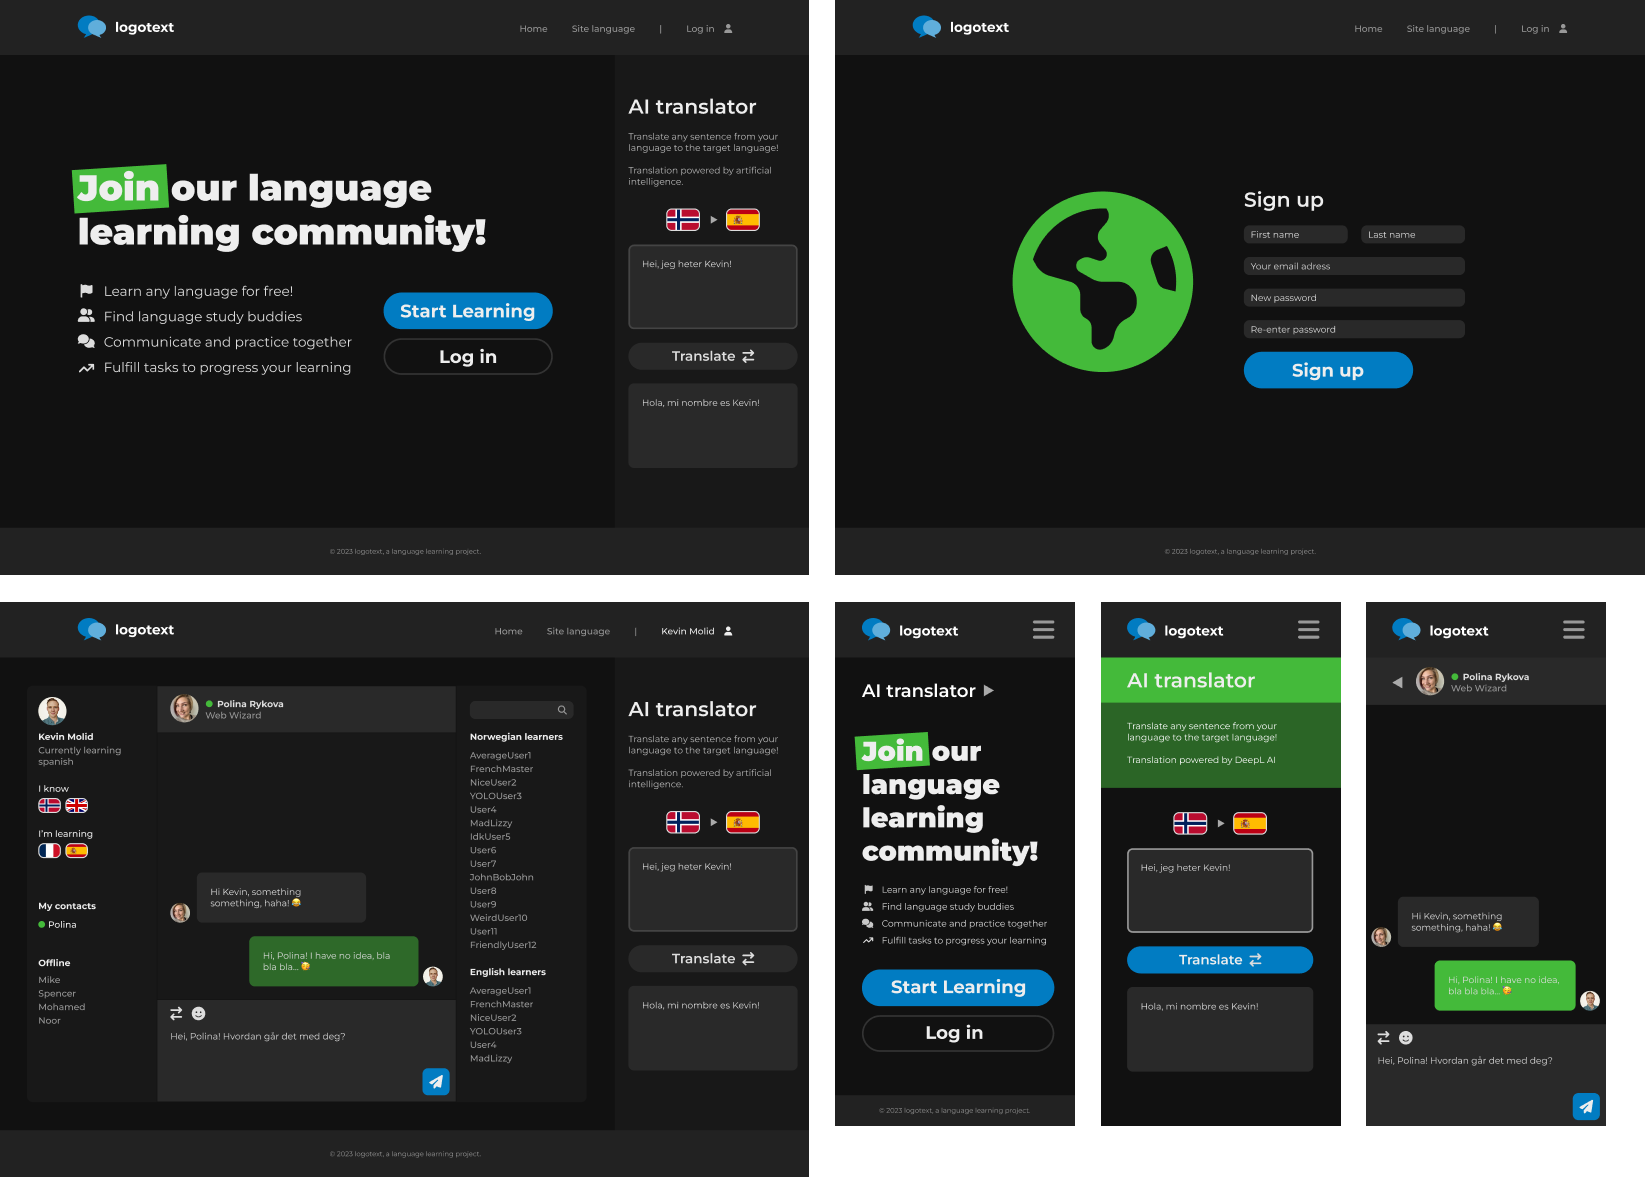 logotext
Home
Site language
|
Log in
Join our language
learning community!
Learn any language for free!
Find language study buddies
Communicate and practice together
Fulfill tasks to progress your learning
Start Learning
Log in
AI translator
Translate any sentence from your
language to the target language!
Translation powered by artificial
intelligence.
Hei, jeg heter Kevin!
Translate
Hola, mi nombre es Kevin!
© 2023 logotext, a language learning project.
logotext
Home
Site language
|
Log in
Sign up
First name
Last name
Your email adress
New password
Re-enter password
Sign up
© 2023 logotext, a language learning project.
logotext
Home
Site language
|
Kevin Molid
Kevin Molid
Currently learning
spanish
I know
I'm learning
My contacts
Polina
Offline
Mike
Spencer
Mohamed
Noor
Polina Rykova
Web Wizard
Hi Kevin, something
something, haha! 😂
Hi, Polina! I have no idea, bla
bla bla... 🥰
Hei, Polina! Hvordan går det med deg?
Norwegian learners
AverageUser1
FrenchMaster
NiceUser2
YOLOUser3
User4
MadLizzy
IdkUser5
User6
User7
JohnBobJohn
User8
User9
WeirdUser10
User11
FriendlyUser12
English learners
AverageUser1
FrenchMaster
NiceUser2
YOLOUser3
User4
MadLizzy
AI translator
Translate any sentence from your
language to the target language!
Translation powered by artificial
intelligence.
Hei, jeg heter Kevin!
Translate
Hola, mi nombre es Kevin!
© 2023 logotext, a language learning project.
logotext
AI translator
Join our
language
learning
community!
Learn any language for free!
Find language study buddies
Communicate and practice together
Fulfill tasks to progress your learning
Start Learning
Log in
© 2023 logotext, a language learning project.
logotext
AI translator
Translate any sentence from your
language to the target language!
Translation powered by DeepL AI
Hei, jeg heter Kevin!
Translate
Hola, mi nombre es Kevin!
logotext
Polina Rykova
Web Wizard
Hi Kevin, something
something, haha! 😂
Hi, Polina! I have no idea,
bla bla bla... 🥰
Hei, Polina! Hvordan går det med deg?